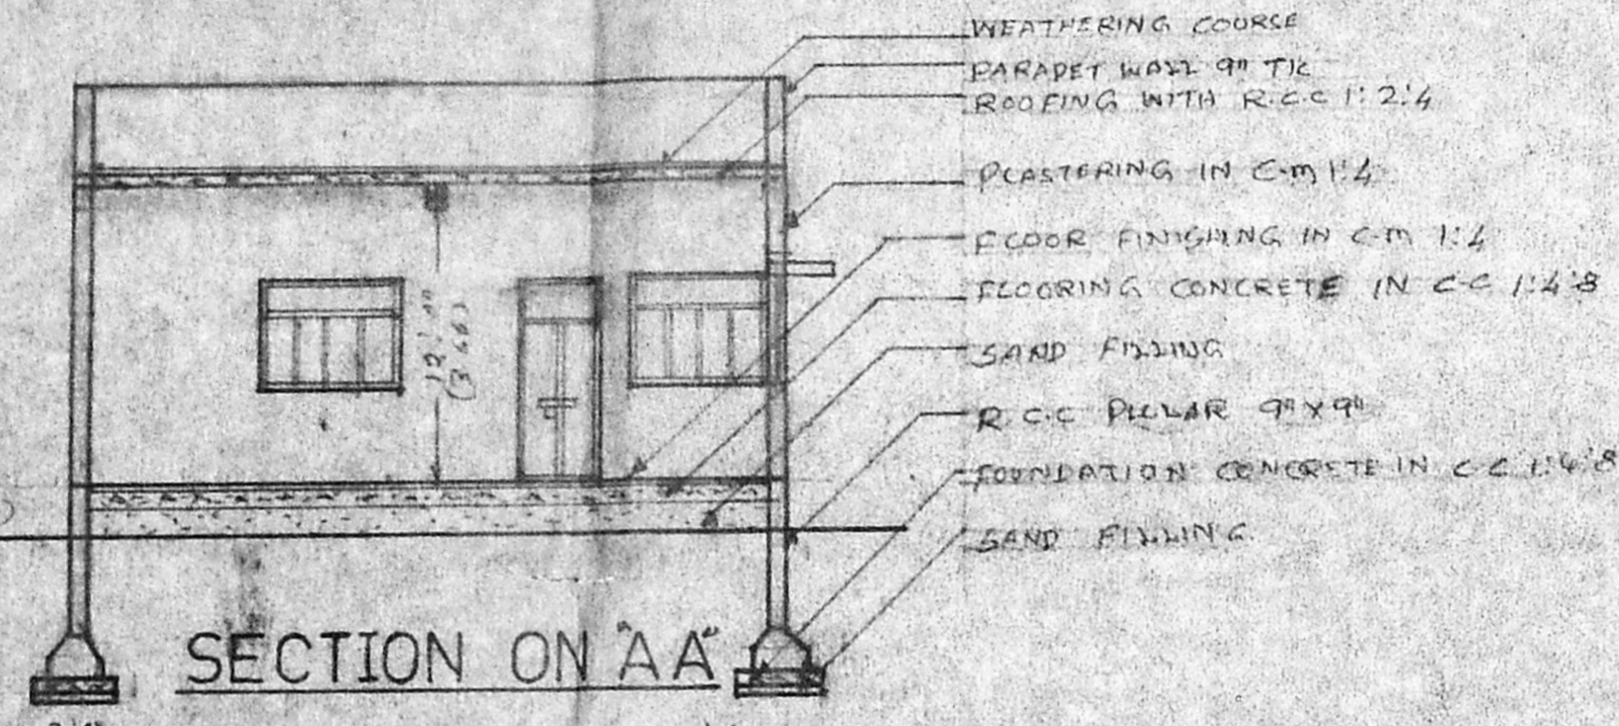 WEATHERING COURSE
PARAPET WALL 9" TK
ROOFING WITH R.C.C 1:2:4
PLASTERING IN C.M 1:4
FLOOR FINISHING IN C.M 1:4
FLOORING CONCRETE IN C.C 1:4:8
SAND FILLING
R.C.C PILLAR 9" X 9"
FOUNDATION CONCRETE IN C.C 1:4:8
SAND FILLING
12'
(3.66)
SECTION ON "AA"